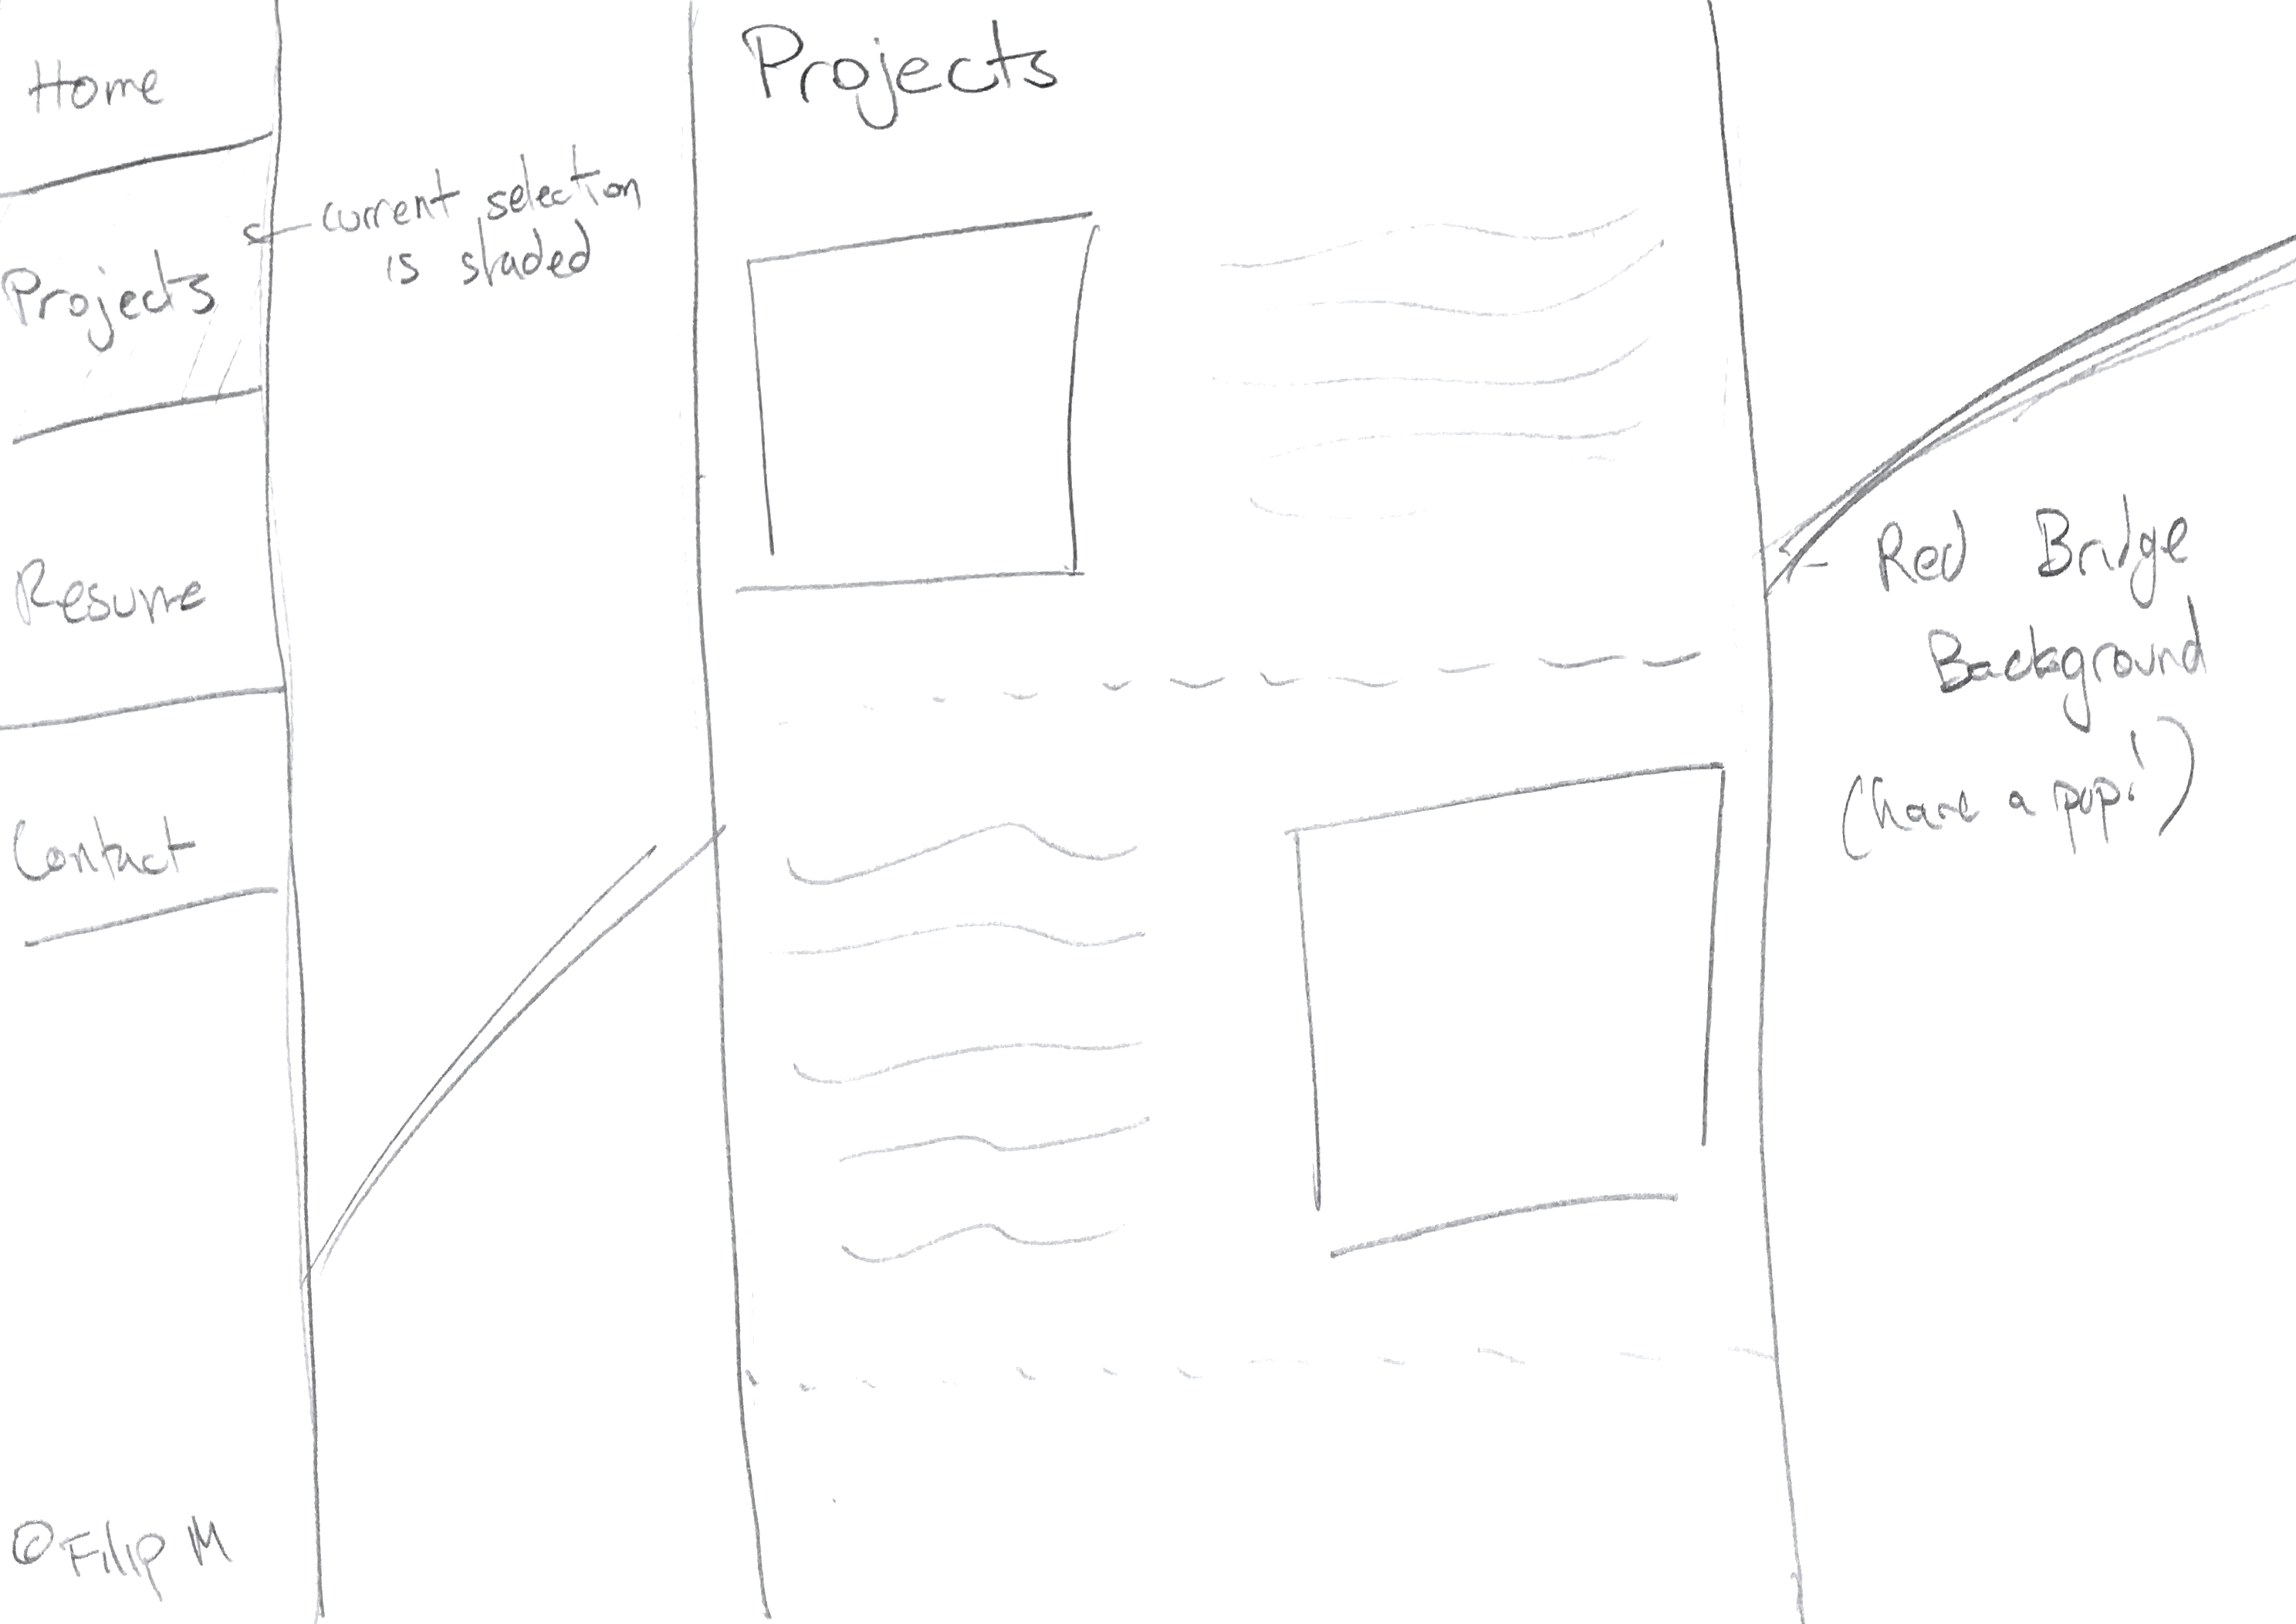 Home
Projects
Resume
Contact
© Filip M
current selection
is shaded
Projects
Red Bridge
Background
(have a pop!)